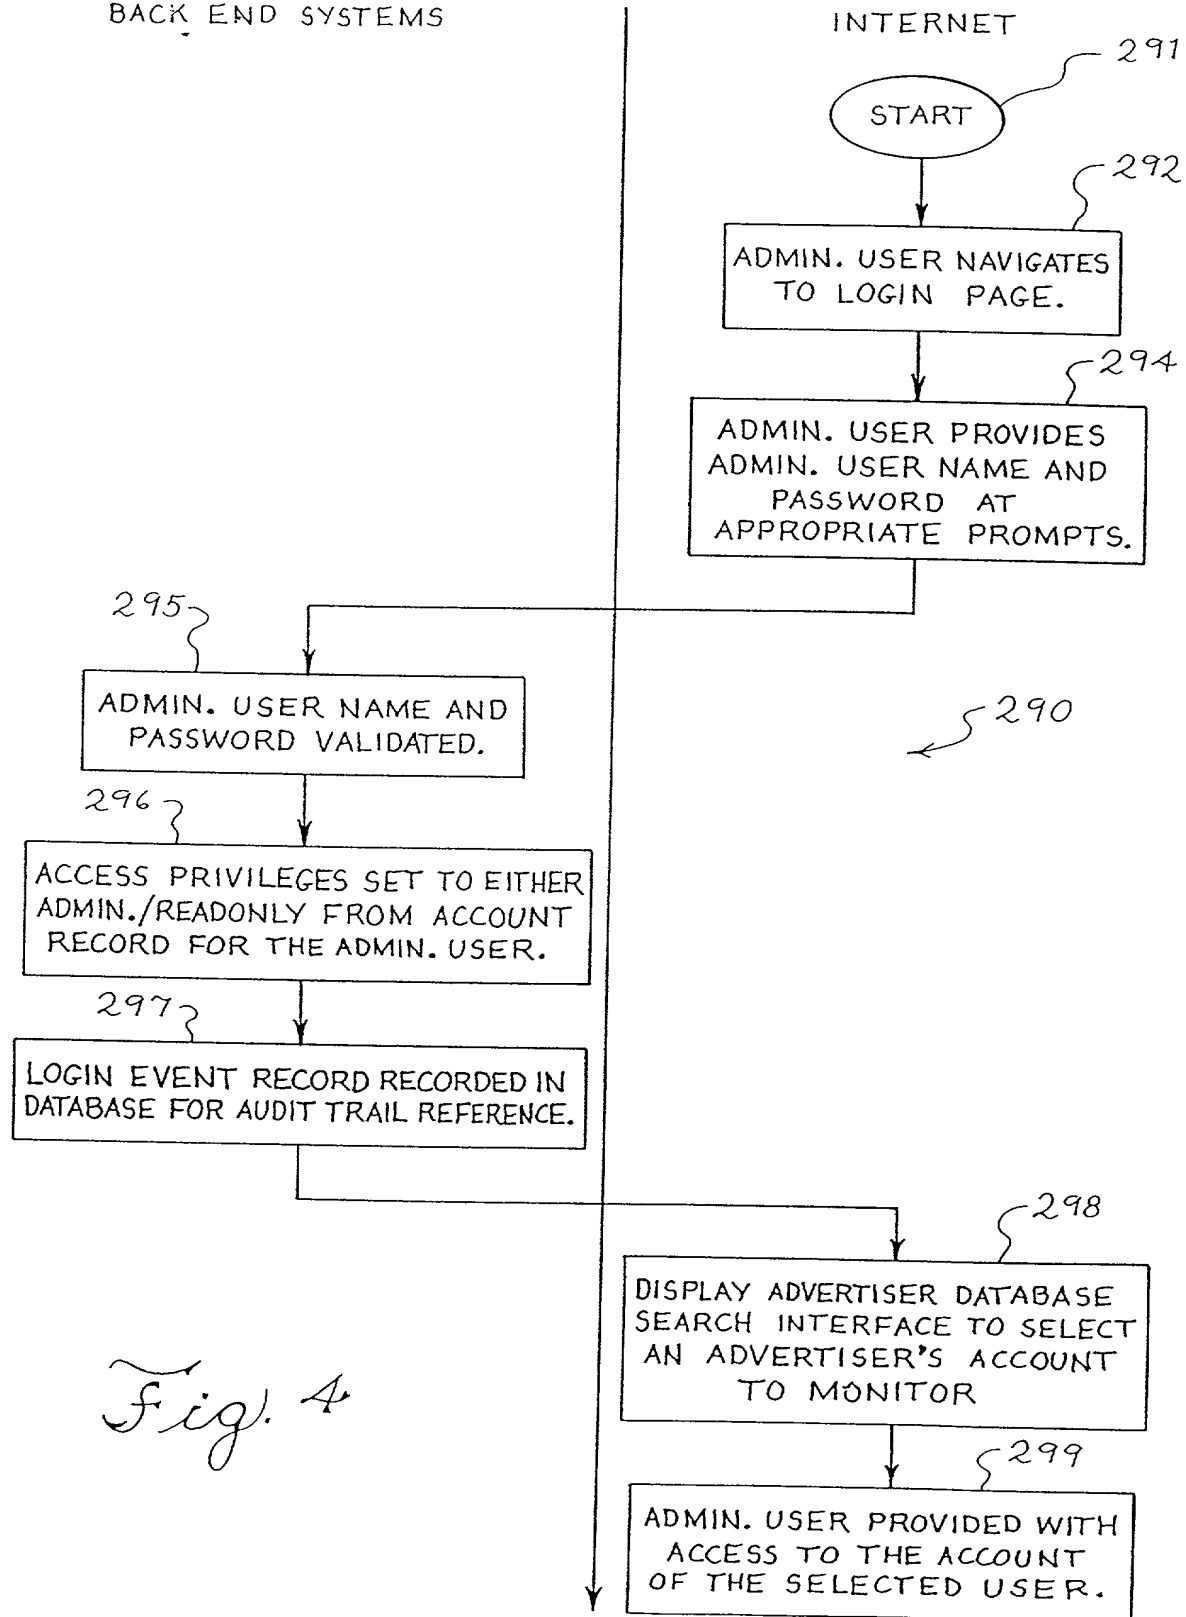 BACK END SYSTEMS
INTERNET
291
START
292
ADMIN. USER NAVIGATES
TO LOGIN PAGE.
294
ADMIN. USER PROVIDES
ADMIN. USER NAME AND
PASSWORD AT
APPROPRIATE PROMPTS.
295
ADMIN. USER NAME AND
PASSWORD VALIDATED.
290
296
ACCESS PRIVILEGES SET TO EITHER
ADMIN./READONLY FROM ACCOUNT
RECORD FOR THE ADMIN. USER.
297
LOGIN EVENT RECORD RECORDED IN
DATABASE FOR AUDIT TRAIL REFERENCE.
298
DISPLAY ADVERTISER DATABASE
SEARCH INTERFACE TO SELECT
AN ADVERTISER'S ACCOUNT
TO MONITOR
Fig. 4
299
ADMIN. USER PROVIDED WITH
ACCESS TO THE ACCOUNT
OF THE SELECTED USER.